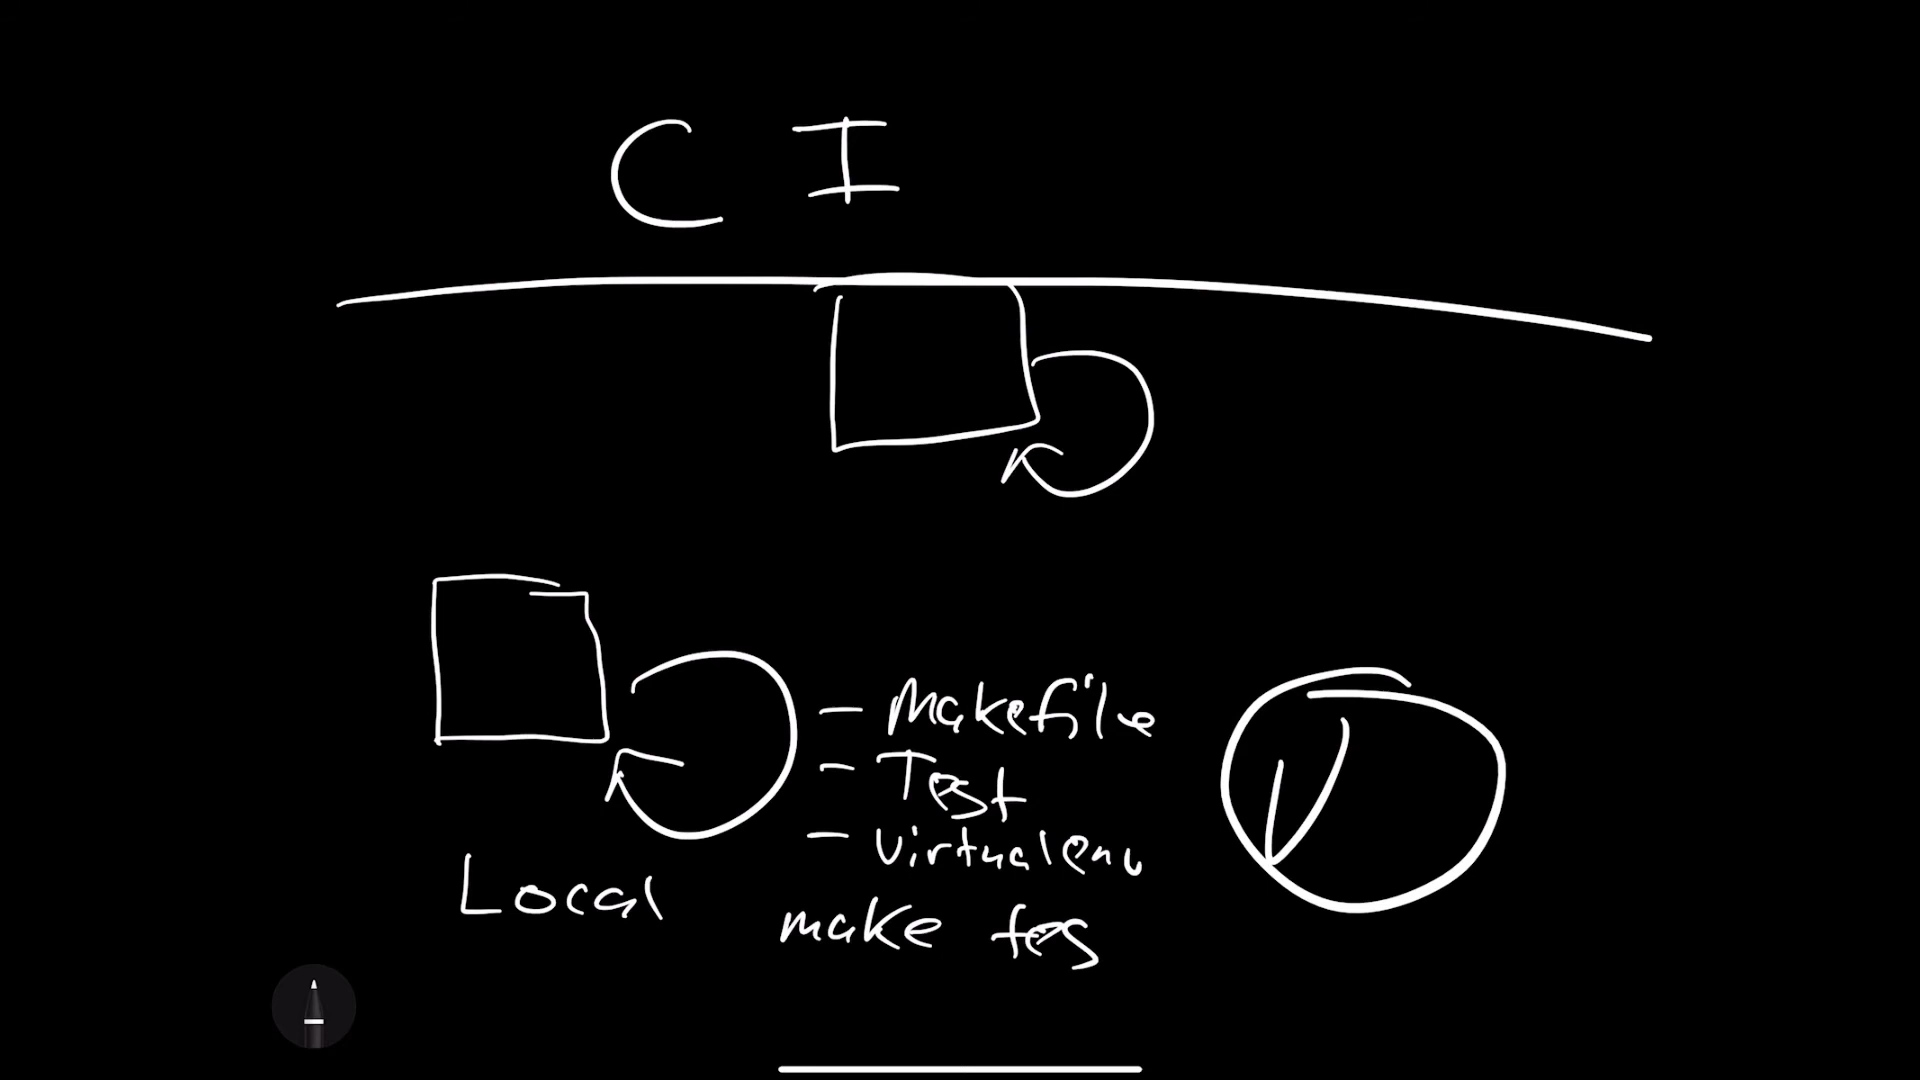 C I
- Makefile
- Test
- virtualenv
Local
make tes